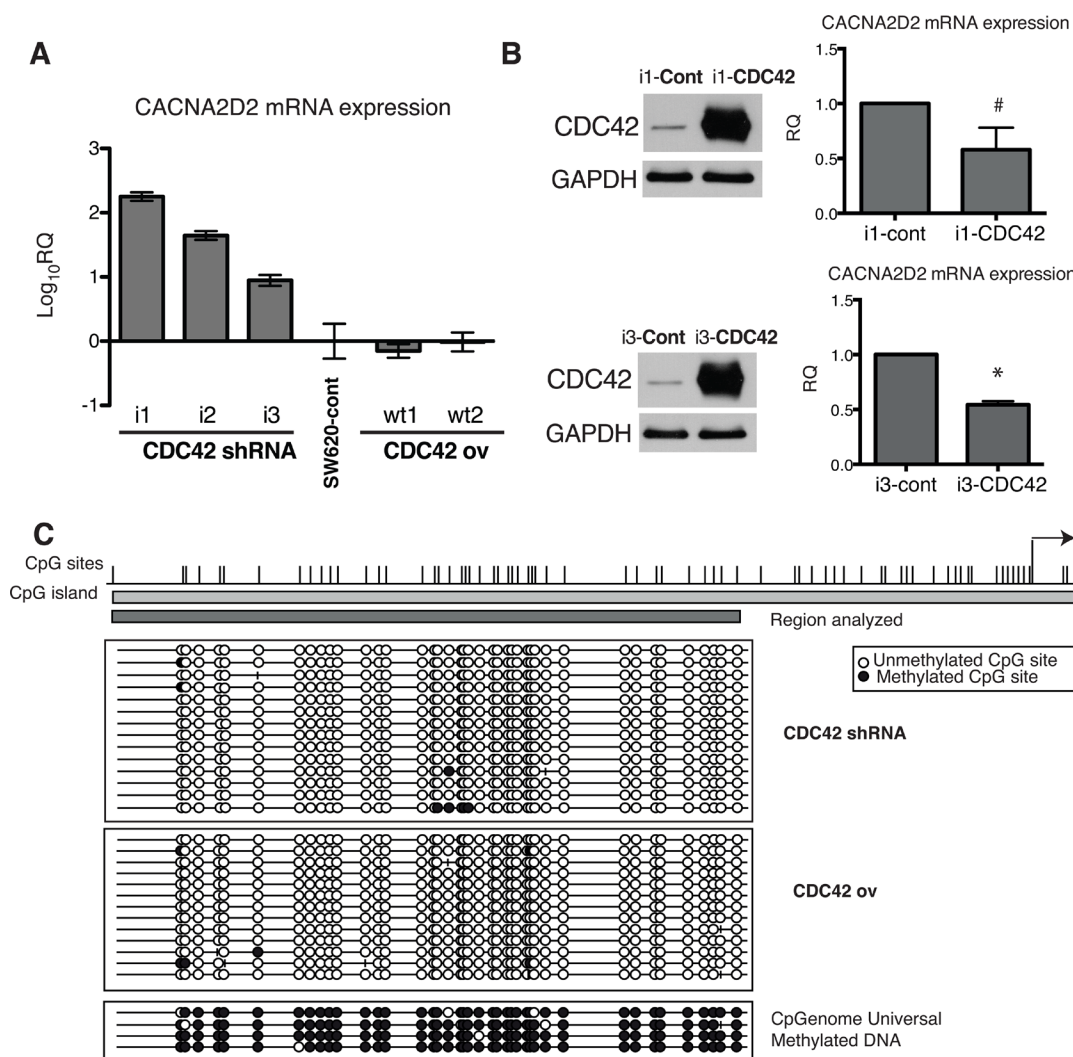 A
CACNA2D2 mRNA expression
3
2
1
0
-1
Log10RQ
i1 i2 i3
CDC42 shRNA
SW620-cont
wt1 wt2
CDC42 ov
B
i1-Cont i1-CDC42
CDC42
GAPDH
CACNA2D2 mRNA expression
1.5
1.0
0.5
0.0
RQ
#
i1-cont i1-CDC42
i3-Cont i3-CDC42
CDC42
GAPDH
CACNA2D2 mRNA expression
1.5
1.0
0.5
0.0
RQ
*
i3-cont i3-CDC42
C
CpG sites
CpG island
Region analyzed
Unmethylated CpG site
Methylated CpG site
CDC42 shRNA
CDC42 ov
CpGenome Universal
Methylated DNA